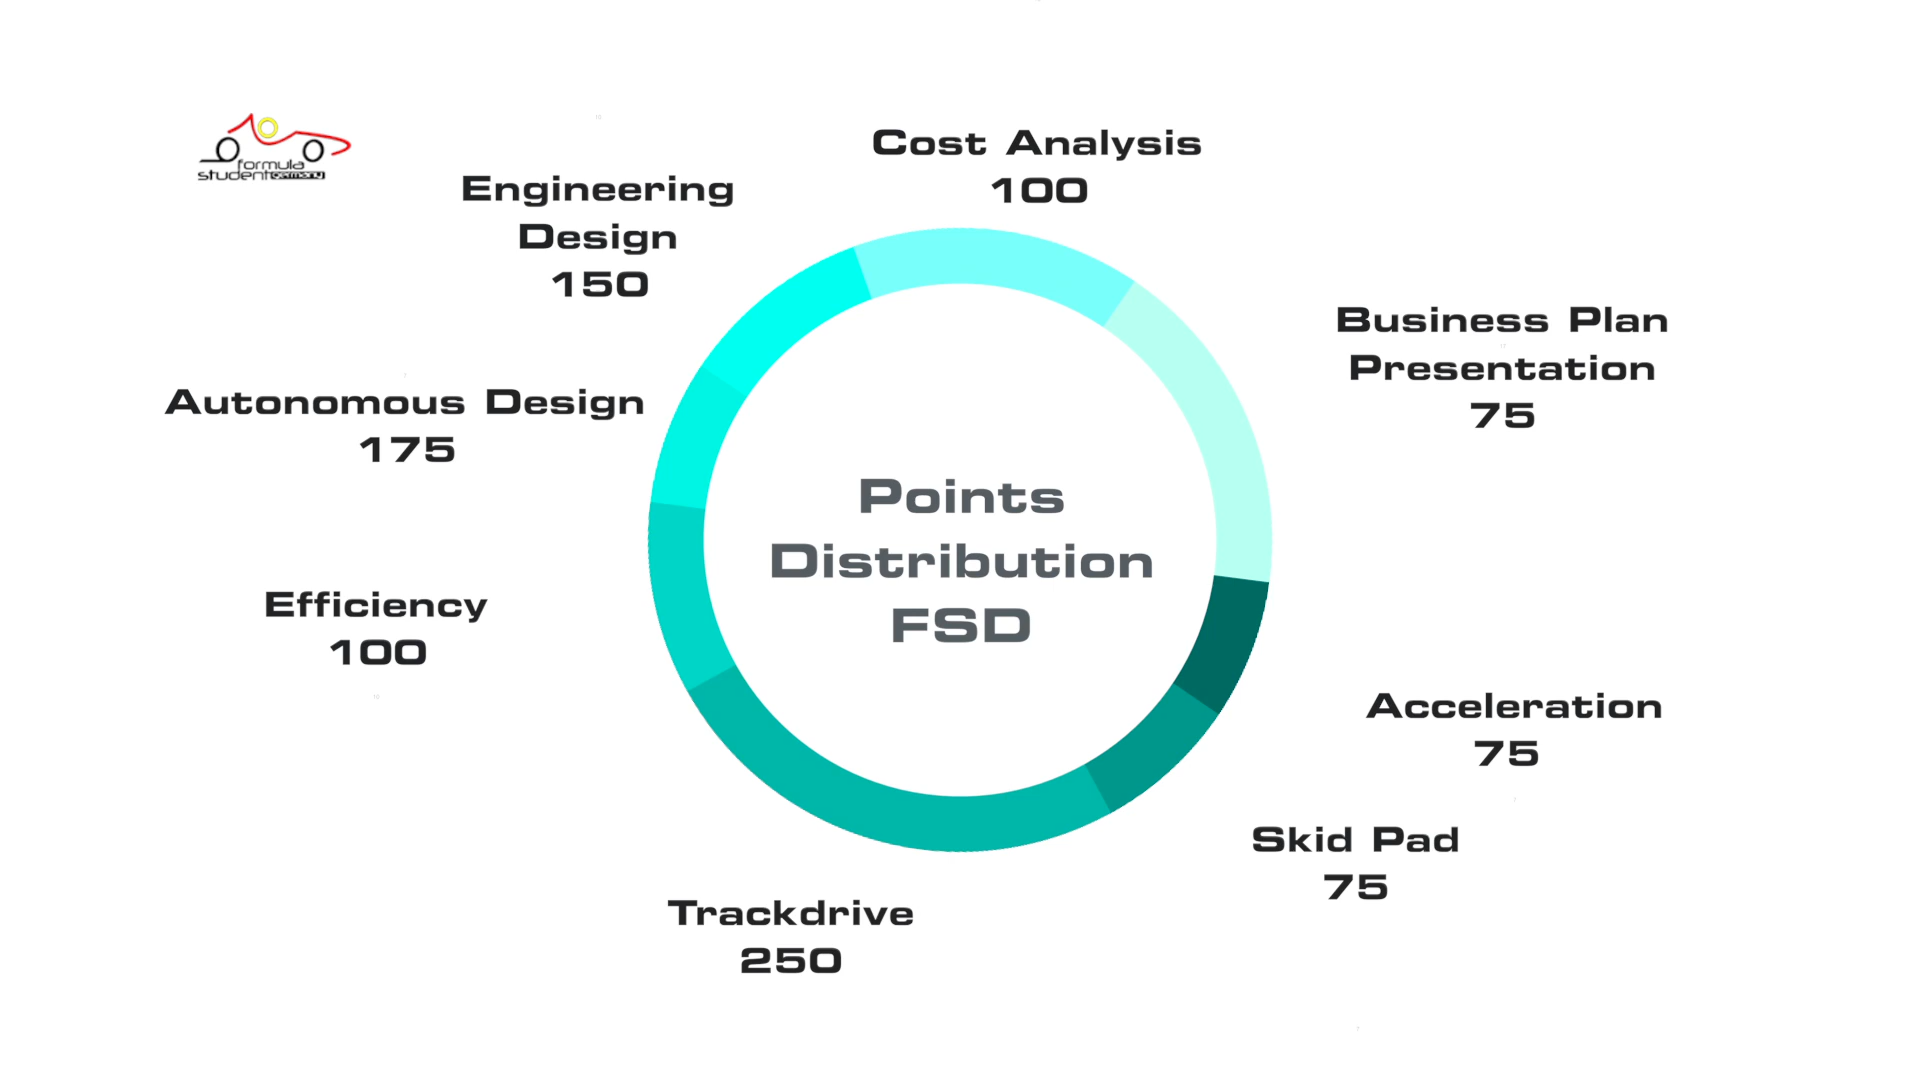 formula
student germany
Cost Analysis
100
Engineering
Design
150
Business Plan
Presentation
75
Autonomous Design
175
Points
Distribution
FSD
Efficiency
100
Acceleration
75
Skid Pad
75
Trackdrive
250